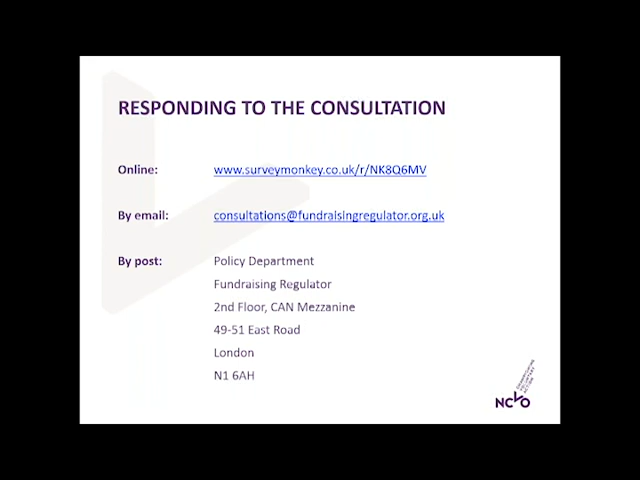 RESPONDING TO THE CONSULTATION
Online: www.surveymonkey.co.uk/r/NK8Q6MV
By email: consultations@fundraisingregulator.org.uk
By post: Policy Department
Fundraising Regulator
2nd Floor, CAN Mezzanine
49-51 East Road
London
N1 6AH
NCVO